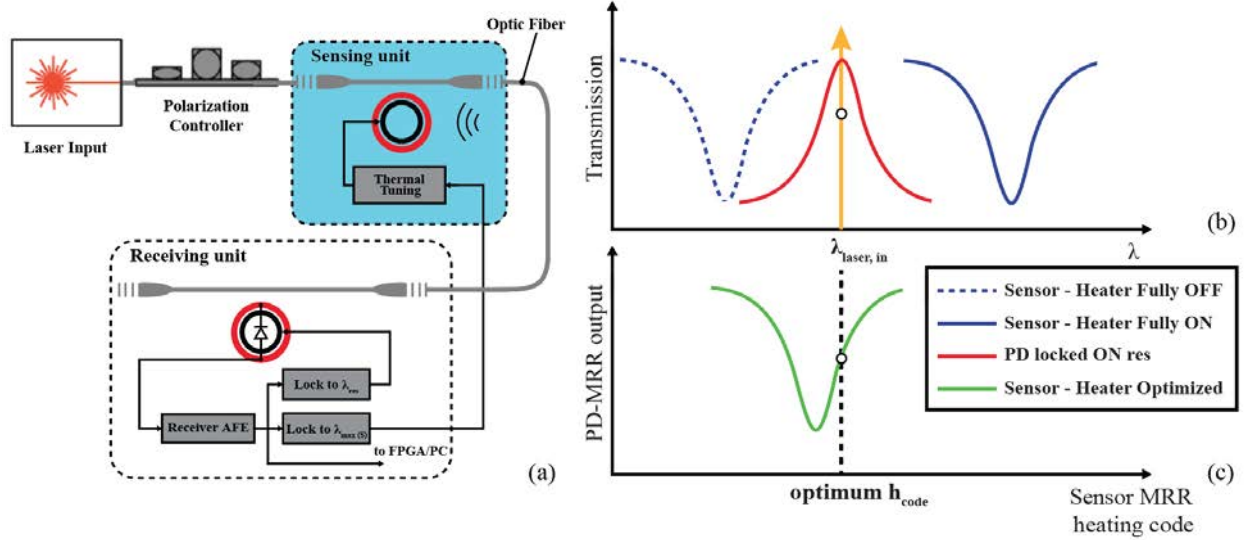 Optic Fiber
Laser Input
Polarization
Controller
Sensing unit
Thermal
Tuning
Receiving unit
Lock to λres
Receiver AFE
Lock to λmax (S)
to FPGA/PC
(a)
Transmission
λlaser, in
λ
(b)
PD-MRR output
Sensor - Heater Fully OFF
Sensor - Heater Fully ON
PD locked ON res
Sensor - Heater Optimized
optimum hcode
Sensor MRR
heating code
(c)